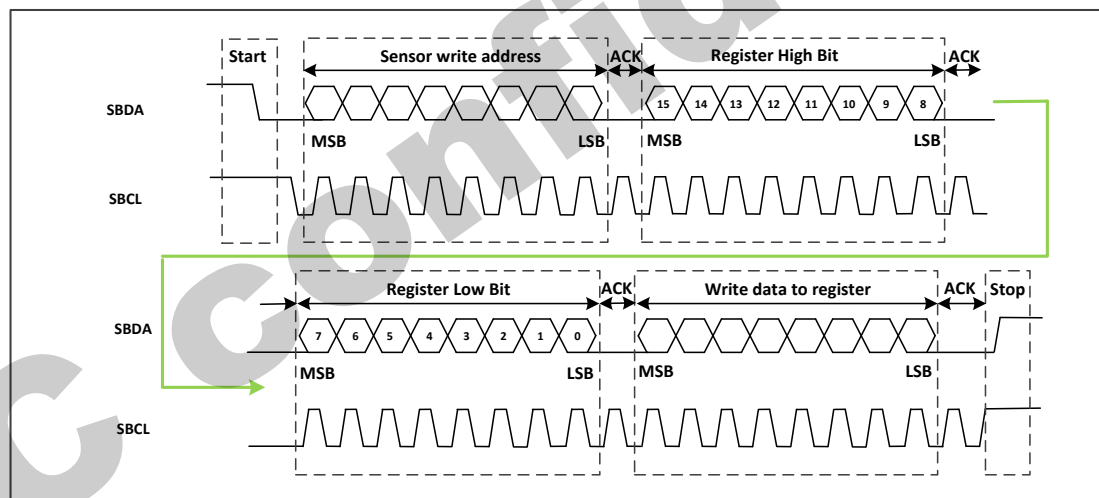 Start Sensor write address ACK Register High Bit ACK
SBDA 15 14 13 12 11 10 9 8
MSB LSB MSB LSB
SBCL
Register Low Bit ACK Write data to register ACK Stop
SBDA 7 6 5 4 3 2 1 0
MSB LSB MSB LSB
SBCL
c confid